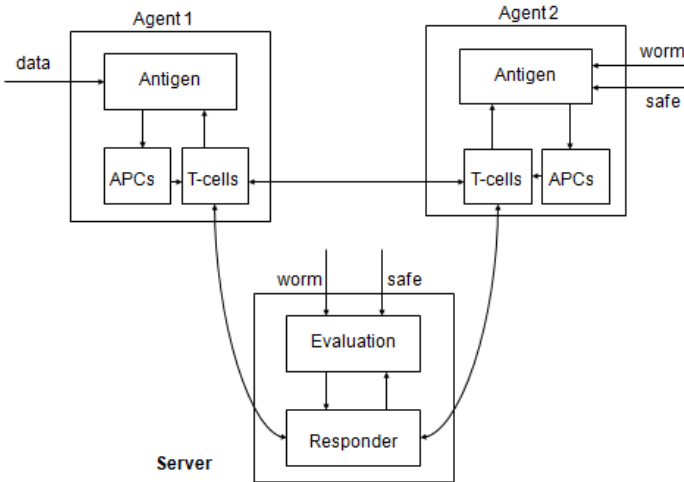 Agent 1
Agent 2
data
Antigen
Antigen
worm
safe
APCs
T-cells
T-cells
APCs
worm
safe
Evaluation
Responder
Server